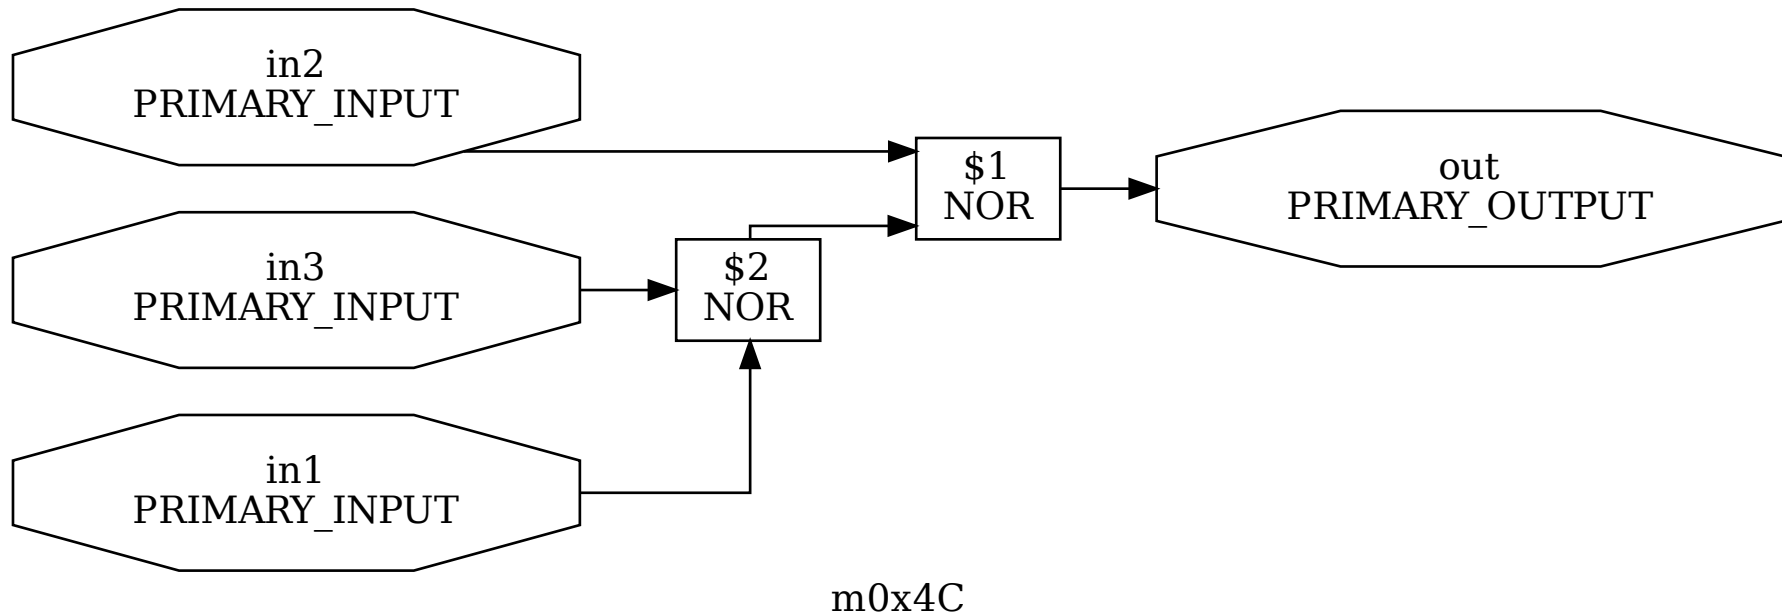 in2
PRIMARY_INPUT
$1
NOR
out
PRIMARY_OUTPUT
in3
PRIMARY_INPUT
$2
NOR
in1
PRIMARY_INPUT
m0x4C